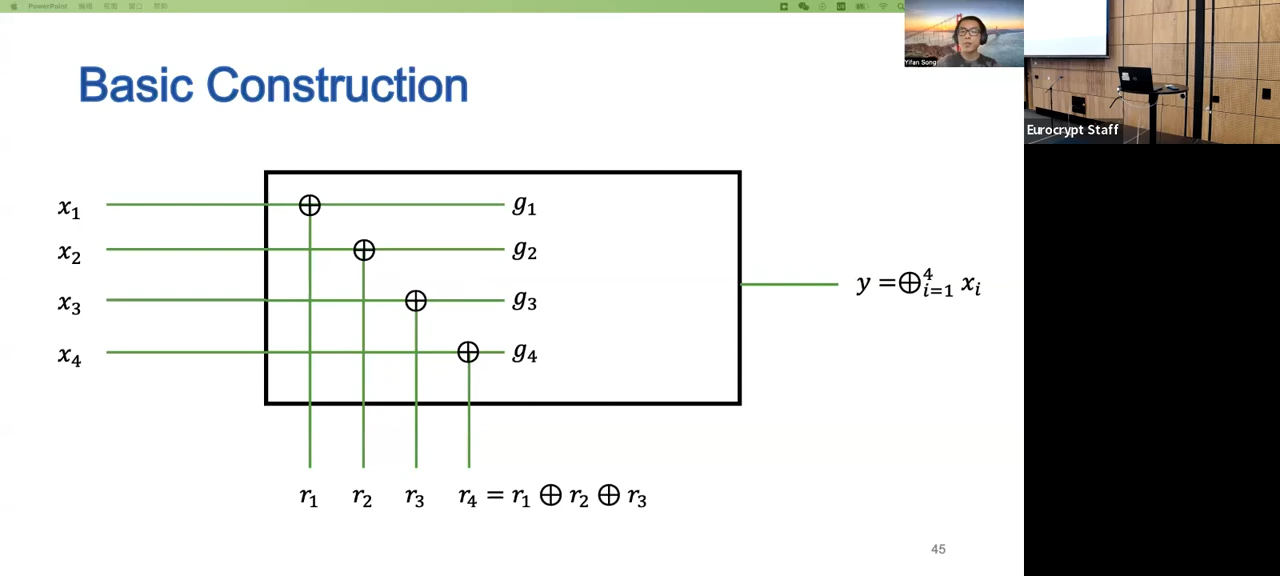 PowerPoint 编辑 视图 窗口 帮助
Yifan Song
Eurocrypt Staff
Basic Construction
x₁ g₁
x₂ g₂
x₃ g₃
x₄ g₄
y =⊕⁴ᵢ₌₁ xᵢ
r₁ r₂ r₃ r₄ = r₁ ⊕ r₂ ⊕ r₃
45